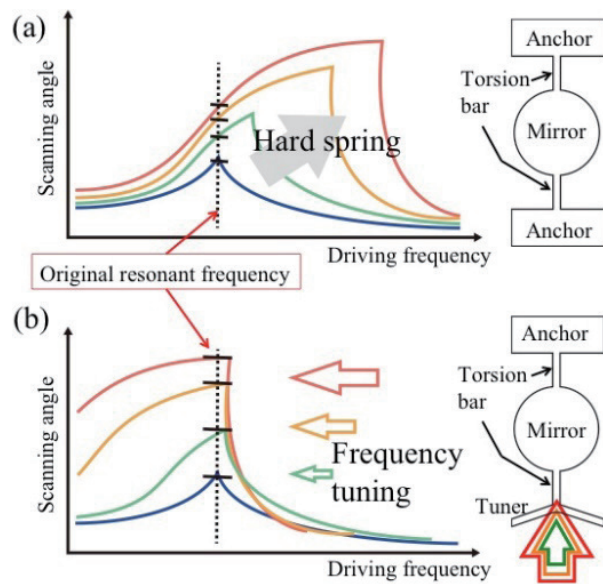 (a)
Scanning angle
Hard spring
Driving frequency
Anchor
Torsion
bar
Mirror
Anchor
Original resonant frequency
(b)
Scanning angle
Frequency
tuning
Driving frequency
Anchor
Torsion
bar
Mirror
Tuner